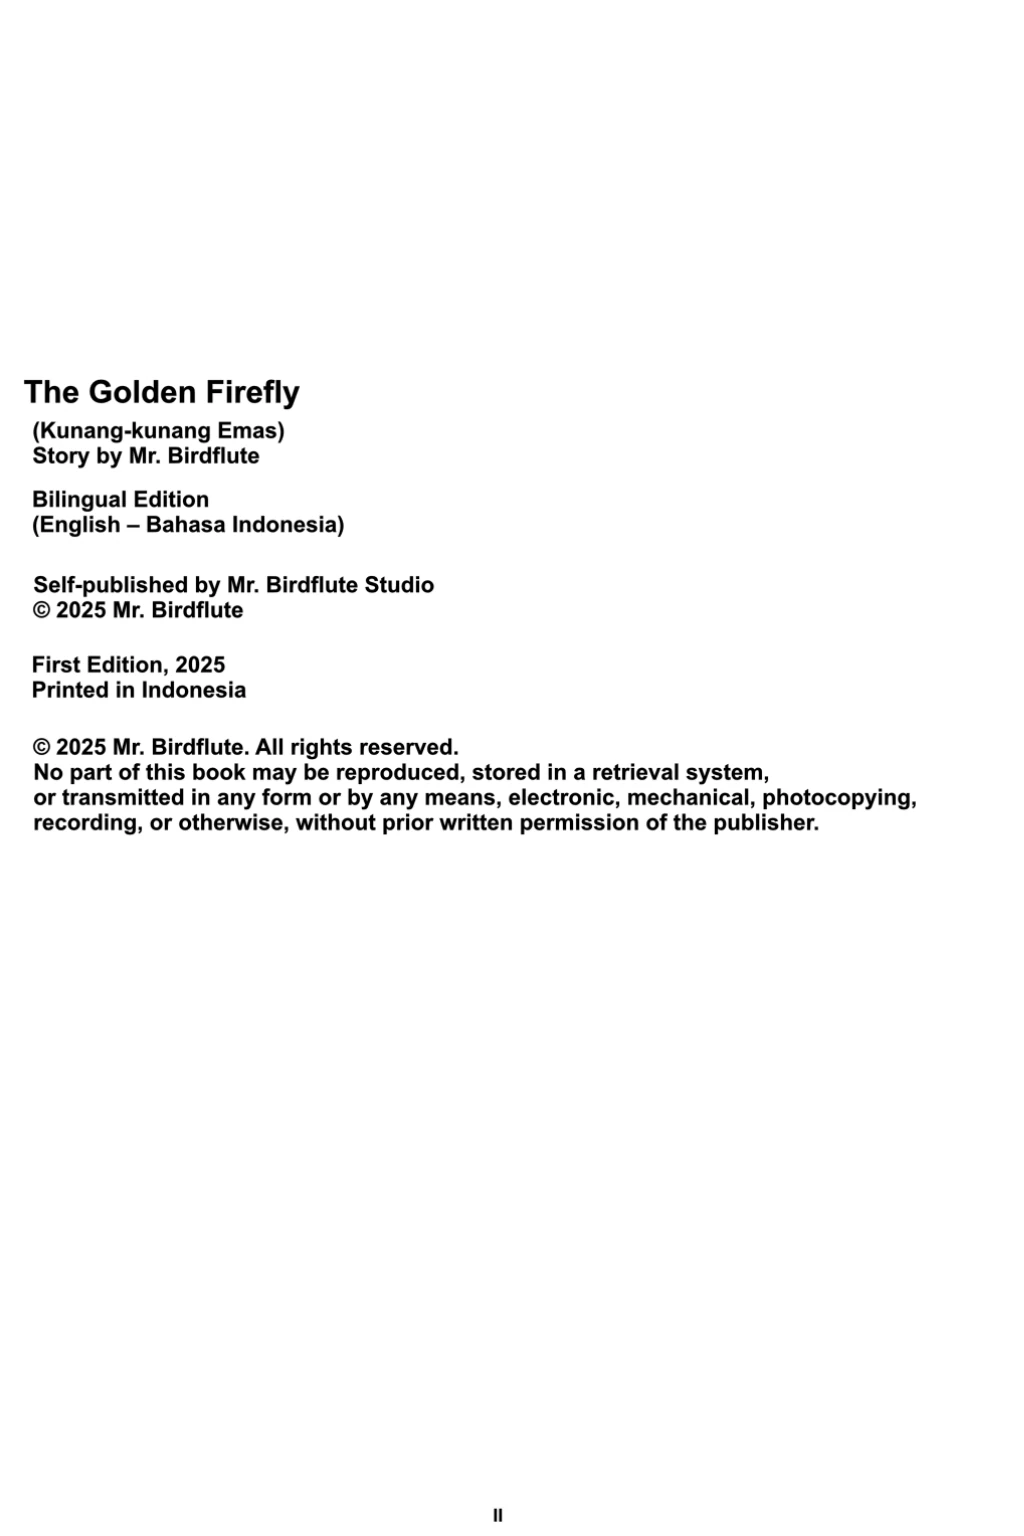 The Golden Firefly
(Kunang-kunang Emas)
Story by Mr. Birdflute
Bilingual Edition
(English – Bahasa Indonesia)
Self-published by Mr. Birdflute Studio
© 2025 Mr. Birdflute
First Edition, 2025
Printed in Indonesia
© 2025 Mr. Birdflute. All rights reserved.
No part of this book may be reproduced, stored in a retrieval system,
or transmitted in any form or by any means, electronic, mechanical, photocopying,
recording, or otherwise, without prior written permission of the publisher.
II